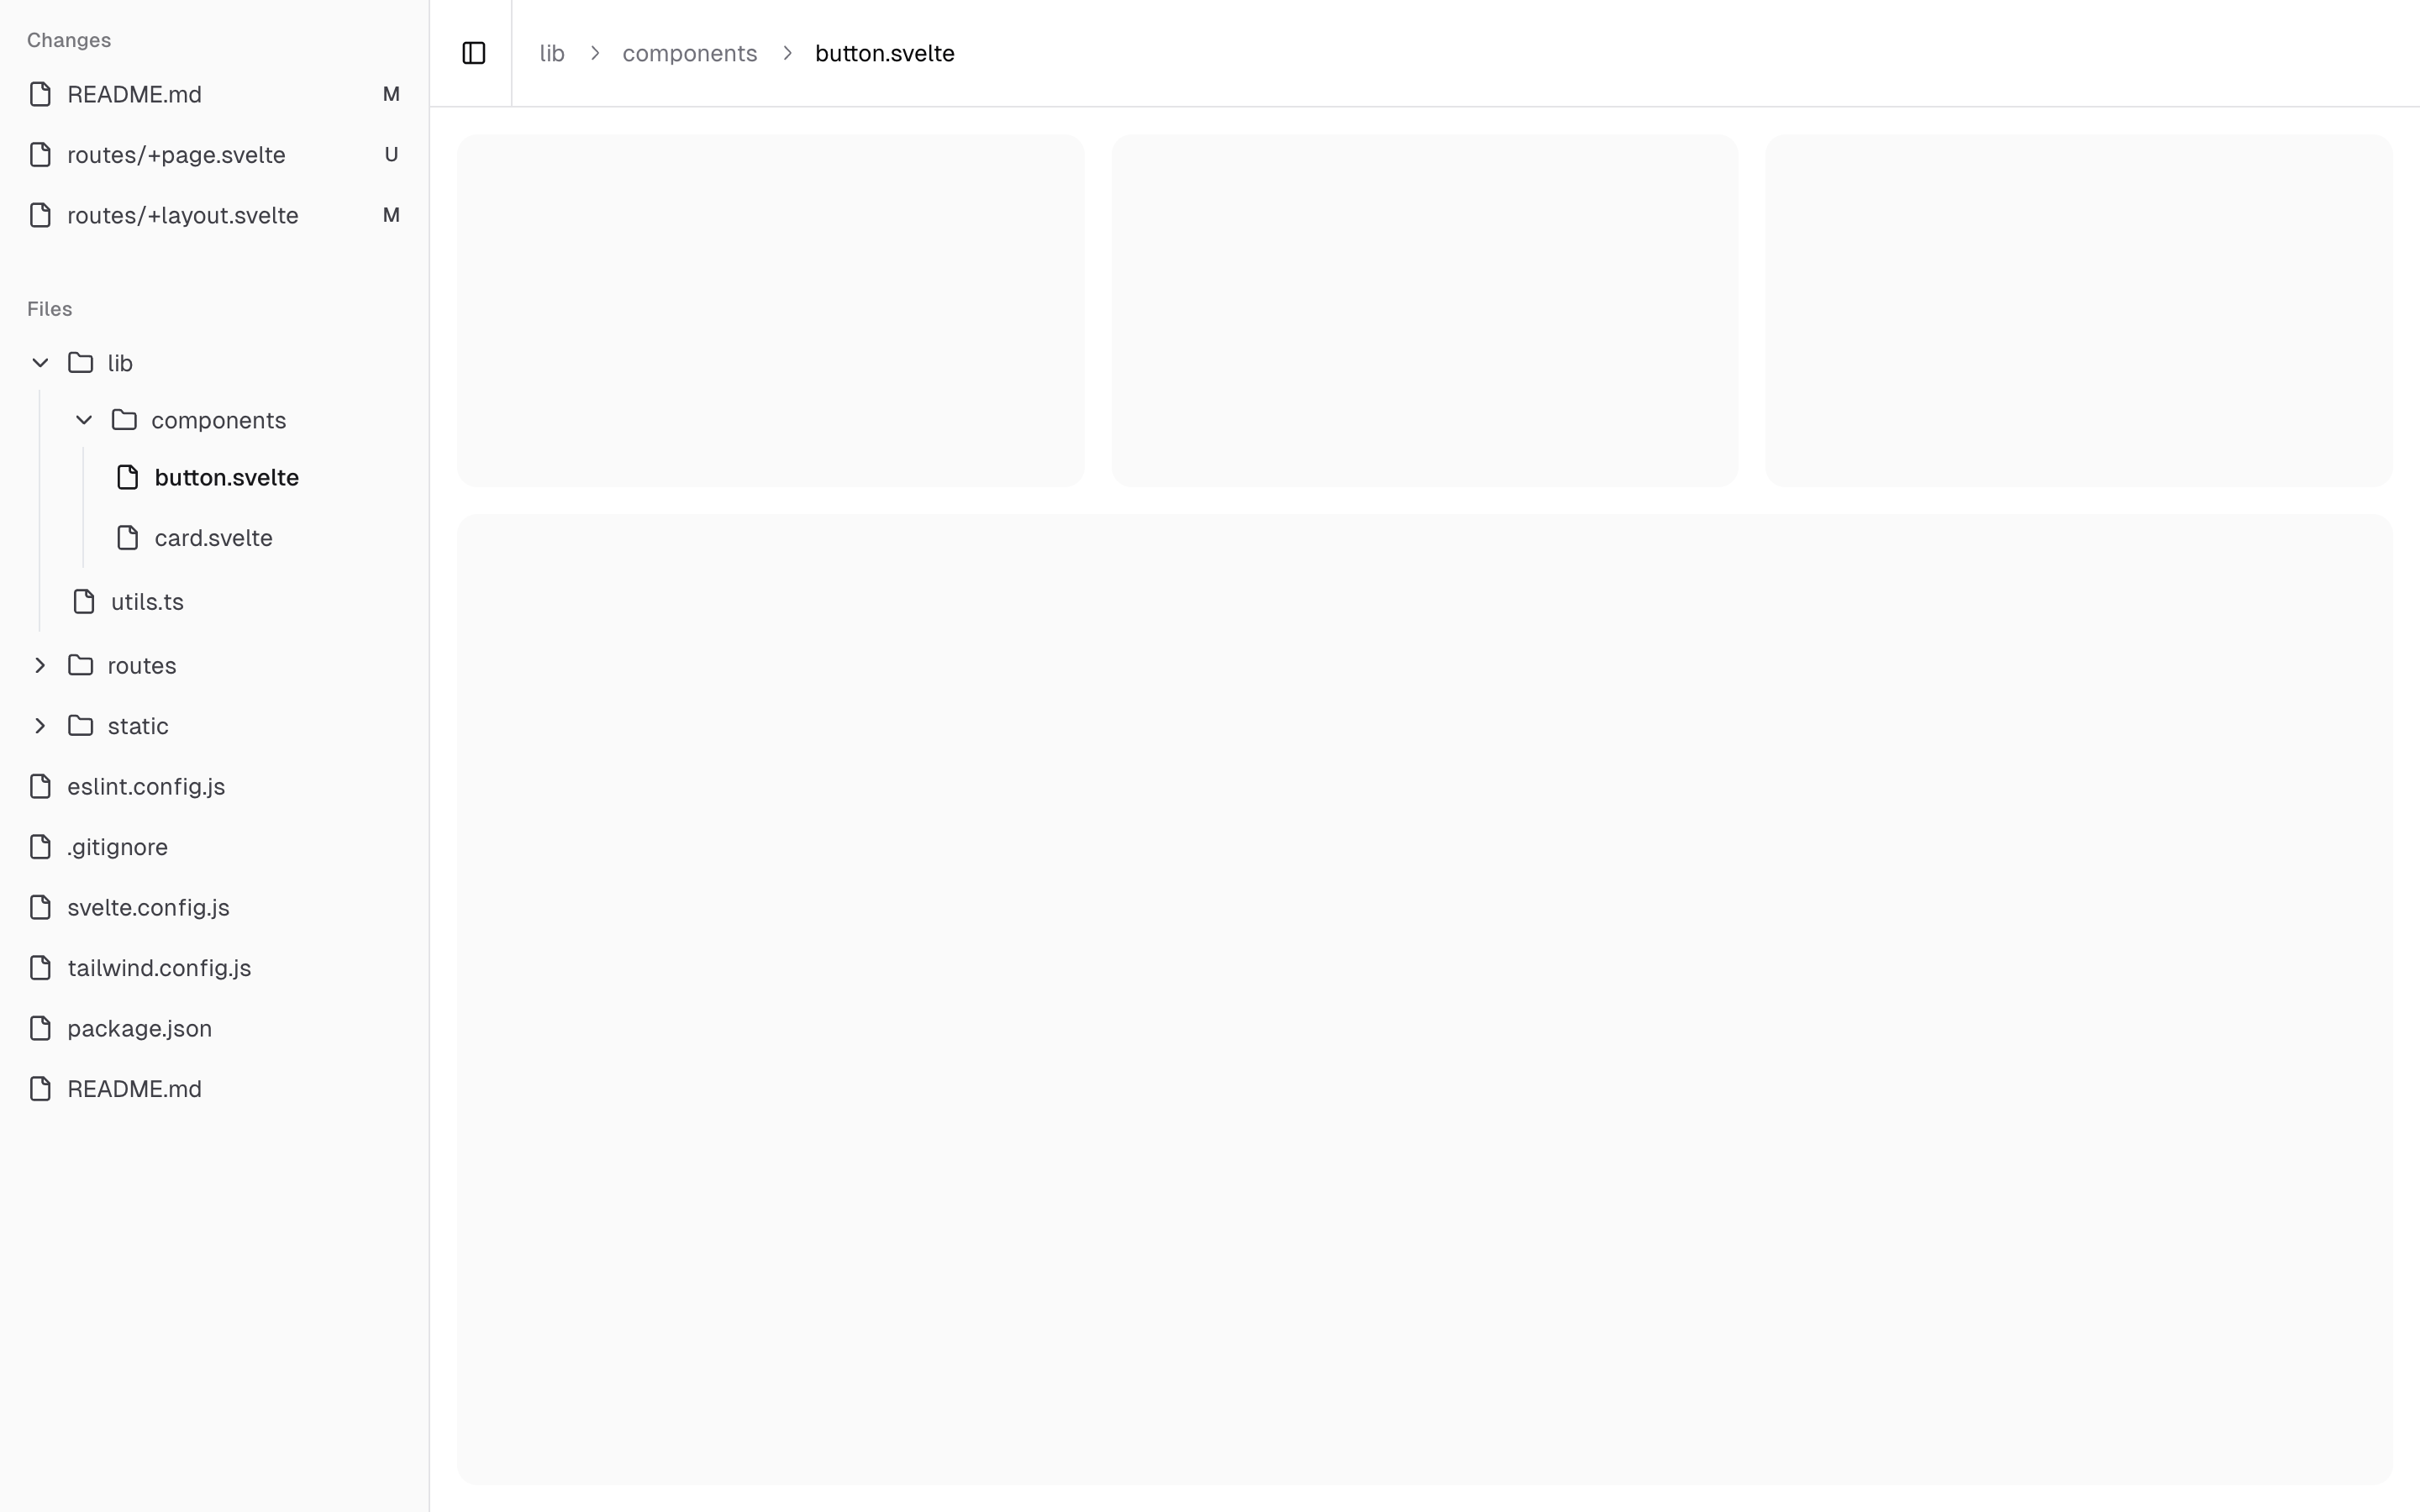 Changes
README.md M
routes/+page.svelte U
routes/+layout.svelte M
Files
lib
components
button.svelte
card.svelte
utils.ts
routes
static
eslint.config.js
.gitignore
svelte.config.js
tailwind.config.js
package.json
README.md
lib components button.svelte